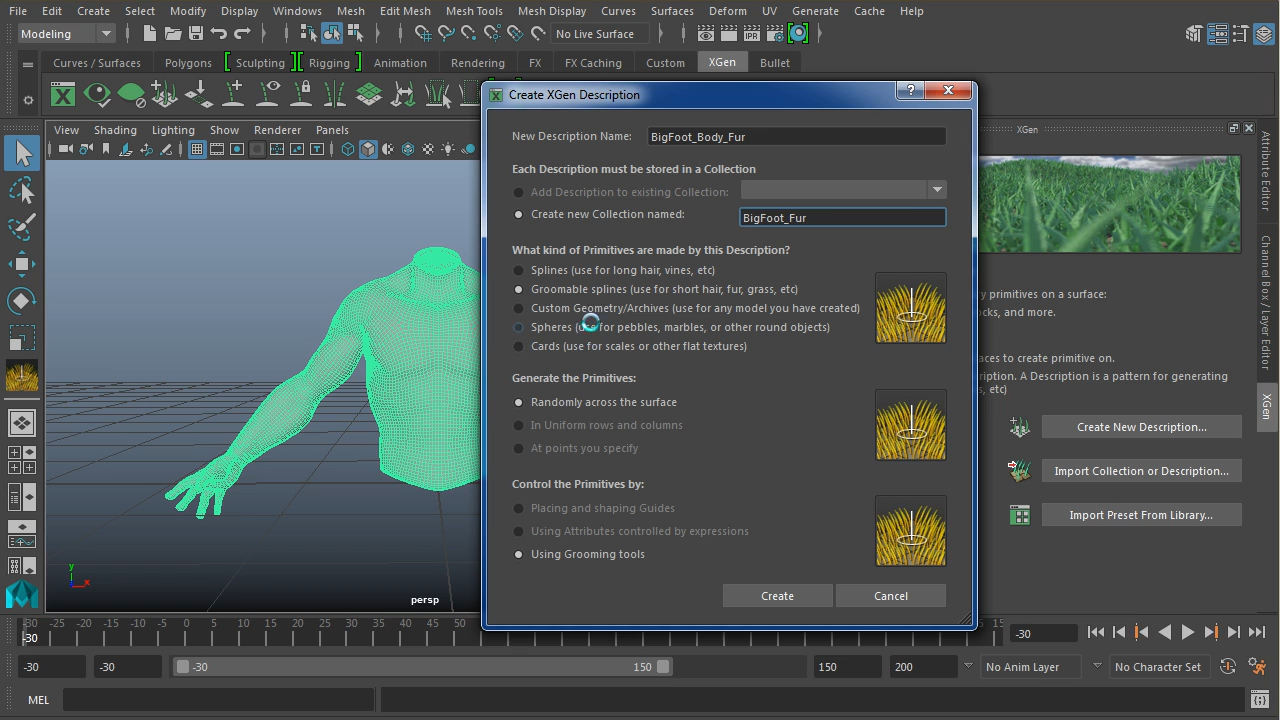 File Edit Create Select Modify Display Windows Mesh Edit Mesh Mesh Tools Mesh Display Curves Surfaces Deform UV Generate Cache Help
Modeling No Live Surface IPR
Curves / Surfaces Polygons Sculpting Rigging Animation Rendering FX FX Caching Custom XGen Bullet
Create XGen Description
View Shading Lighting Show Renderer Panels
XGen
New Description Name: BigFoot_Body_Fur
Each Description must be stored in a Collection
Add Description to existing Collection:
Create new Collection named: BigFoot_Fur
What kind of Primitives are made by this Description?
Splines (use for long hair, vines, etc)
Groomable splines (use for short hair, fur, grass, etc)
Custom Geometry/Archives (use for any model you have created)
Spheres (use for pebbles, marbles, or other round objects)
Cards (use for scales or other flat textures)
Generate the Primitives:
Randomly across the surface
In Uniform rows and columns
At points you specify
Control the Primitives by:
Placing and shaping Guides
Using Attributes controlled by expressions
Using Grooming tools
Create Cancel
y primitives on a surface:
cks, and more.
aces to create primitive on.
ription. A Description is a pattern for generating
s, etc)
Create New Description...
Import Collection or Description...
Import Preset From Library...
Attribute Editor
Channel Box / Layer Editor
XGen
y
x
persp
-30 -25 -20 -15 -10 -5 0 5 10 15 20 25 30 35 40 45 50 15
-30
-30
-30 -30 -30 150 150 200 No Anim Layer No Character Set
MEL